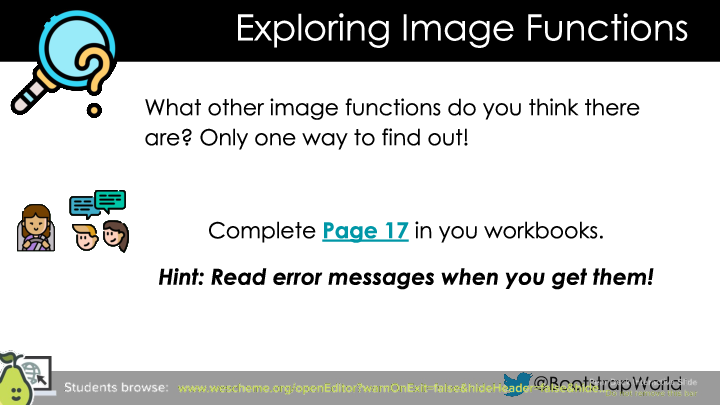 Exploring Image Functions
What other image functions do you think there
are? Only one way to find out!
Complete Page 17 in you workbooks.
Hint: Read error messages when you get them!
Students browse: www.wescheme.org/openEditor?warnOnExit=false&hideHeader=false&hide
@BootstrapWorld